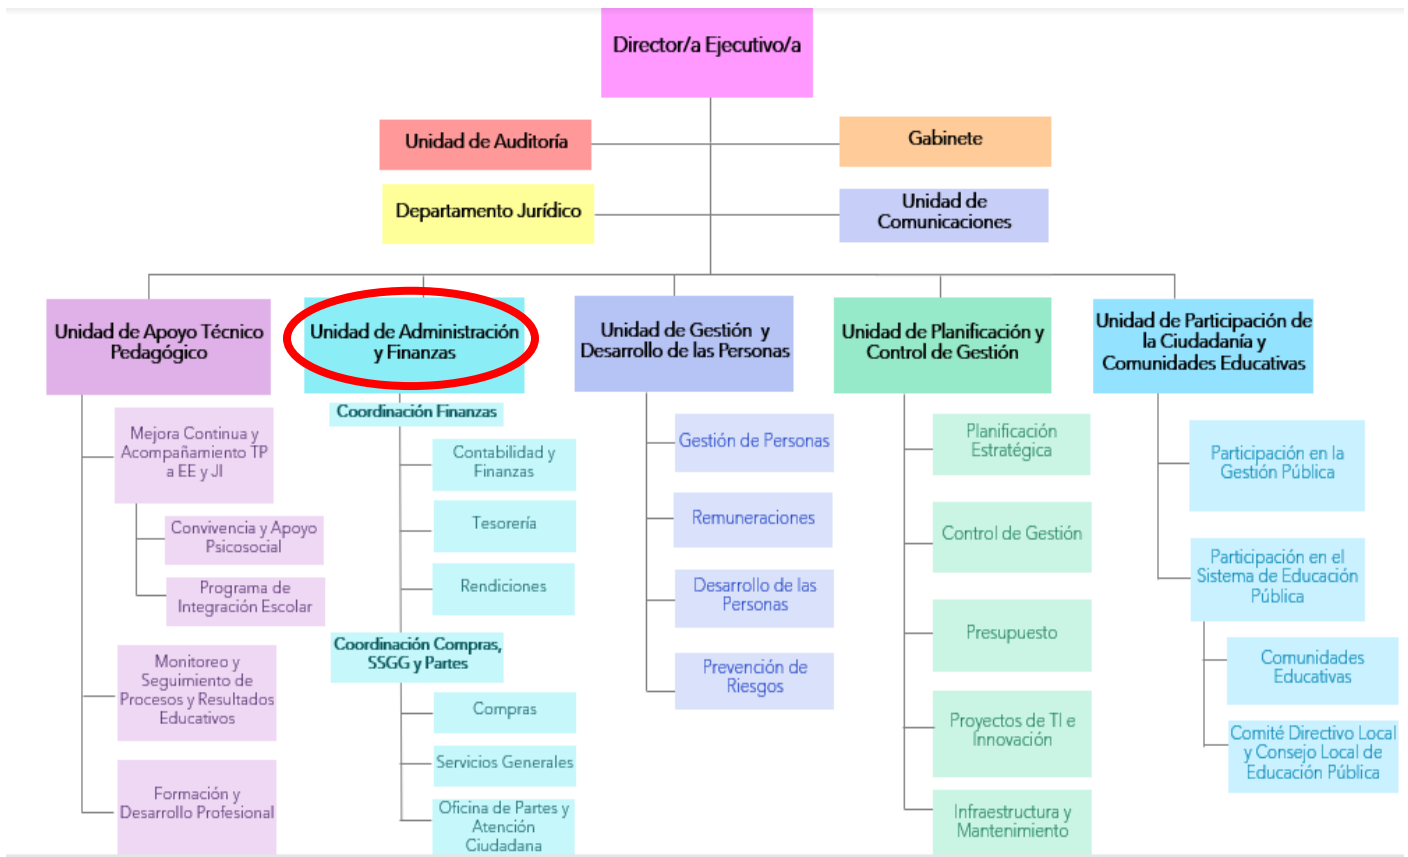 Director/a Ejecutivo/a
Unidad de Auditoría
Gabinete
Departamento Jurídico
Unidad de
Comunicaciones
Unidad de Apoyo Técnico
Pedagógico
Unidad de Administración
y Finanzas
Unidad de Gestión y
Desarrollo de las Personas
Unidad de Planificación y
Control de Gestión
Unidad de Participación de
la Ciudadanía y
Comunidades Educativas
Mejora Continua y
Acompañamiento TP
a EE y JI
Convivencia y Apoyo
Psicosocial
Programa de
Integración Escolar
Monitoreo y
Seguimiento de
Procesos y Resultados
Educativos
Formación y
Desarrollo Profesional
Coordinación Finanzas
Contabilidad y
Finanzas
Tesorería
Rendiciones
Coordinación Compras,
SSGG y Partes
Compras
Servicios Generales
Oficina de Partes y
Atención
Ciudadana
Gestión de Personas
Remuneraciones
Desarrollo de las
Personas
Prevención de
Riesgos
Planificación
Estratégica
Control de Gestión
Presupuesto
Proyectos de TI e
Innovación
Infraestructura y
Mantenimiento
Participación en la
Gestión Pública
Participación en el
Sistema de Educación
Pública
Comunidades
Educativas
Comité Directivo Local
y Consejo Local de
Educación Pública